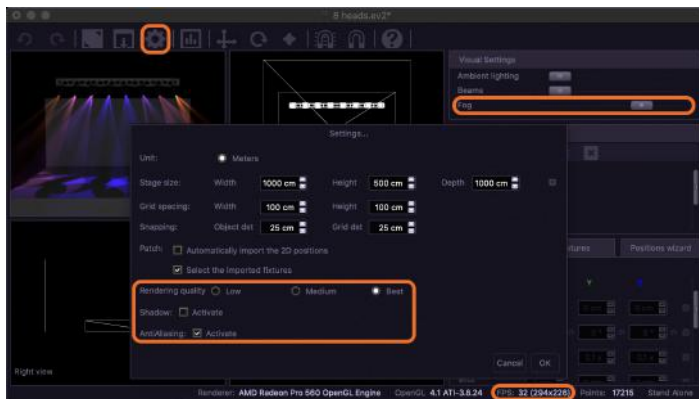 8 heads.ev2*
Visual Settings
Ambient lighting
Beams
Fog
Settings...
Unit: Meters
Stage size: Width 1000 cm Height 500 cm Depth 1000 cm
Grid spacing: Width 100 cm Height 100 cm
Snapping: Object dst 25 cm Grid dst 25 cm
Patch: Automatically import the 2D positions
Select the imported fixtures
Positions wizard
Rendering quality Low Medium Best
Shadow: Activate
AntiAliasing: Activate
Cancel OK
Right view
Renderer: AMD Radeon Pro 560 OpenGL Engine OpenGL 4.1 ATI-3.8.24 FPS: 32 (294x226) Points: 17215 Stand Alone